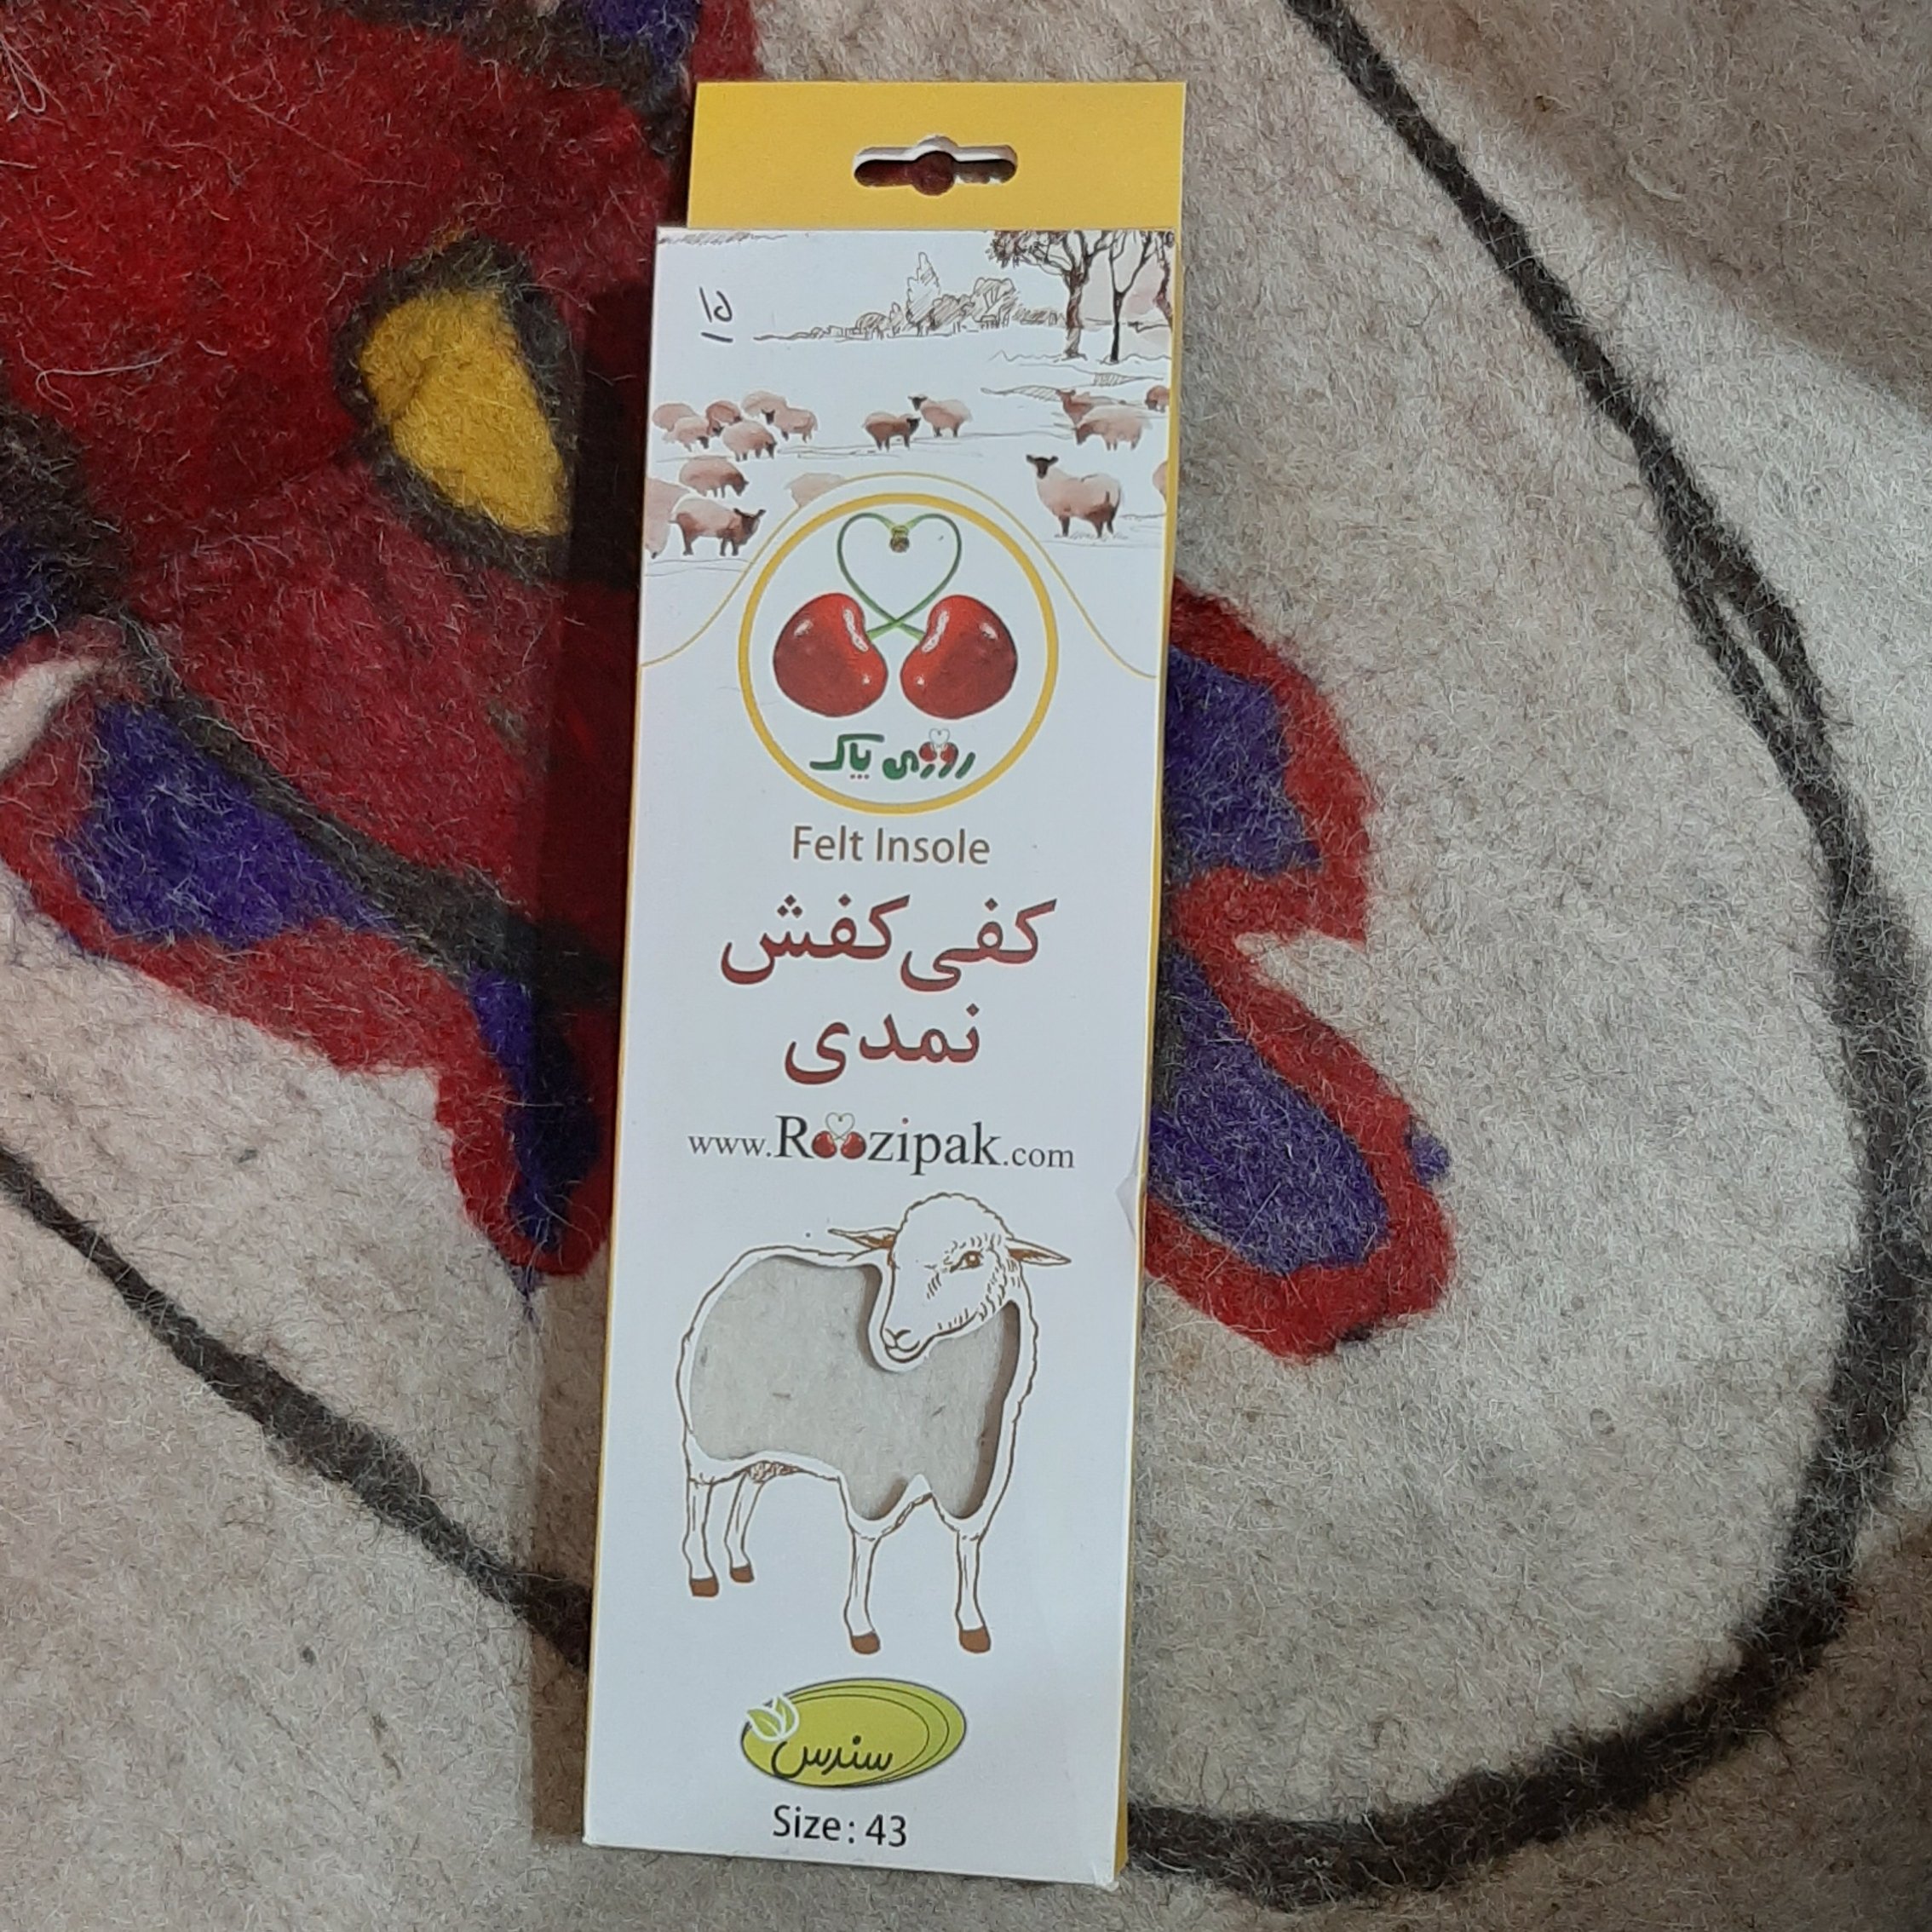 ۱۵
روزی پاک
Felt Insole
کفی کفش
نمدی
www.Roozipak.com
سندس
Size: 43